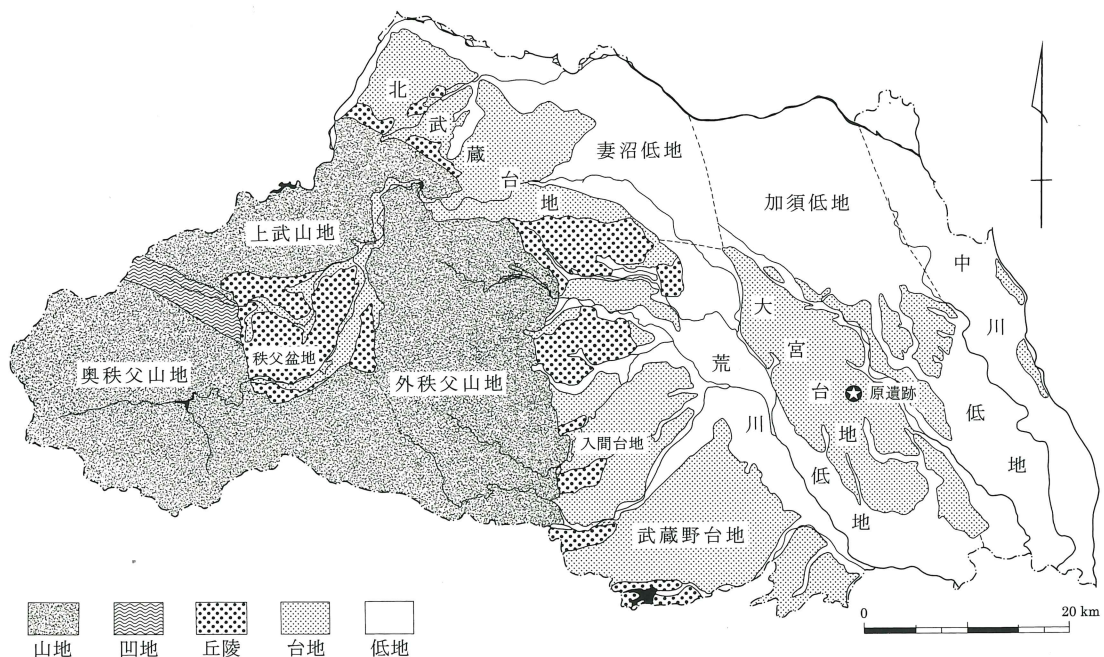 北武蔵台地
妻沼低地
加須低地
上武山地
中川低地
大宮台地
秩父盆地
奥秩父山地
外秩父山地
荒川低地
原遺跡
入間台地
武蔵野台地
山地
凹地
丘陵
台地
低地
0
20 km